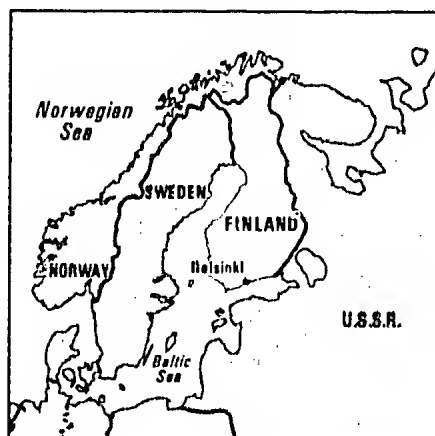 Norwegian
Sea
SWEDEN
FINLAND
NORWAY
Helsinki
U.S.S.R.
Baltic
Sea